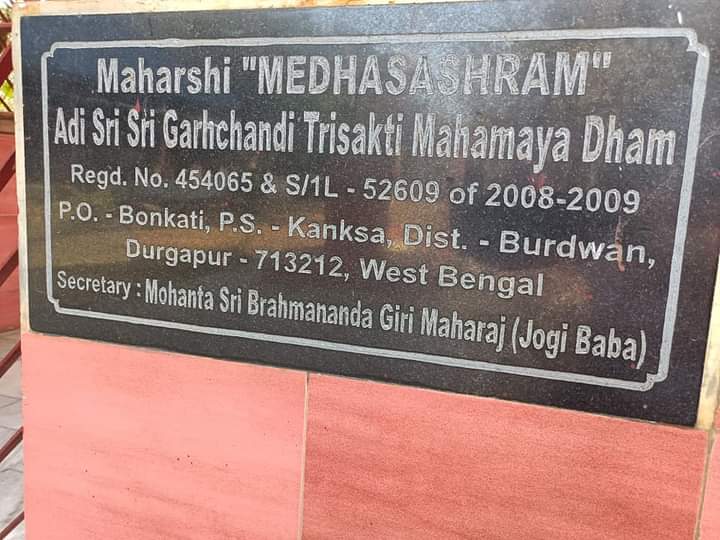 Maharshi "MEDHASASHRAM"
Adi Sri Sri Garhchandi Trisakti Mahamaya Dham
Regd. No. 454065 & S/1L - 52609 of 2008-2009
P.O. - Bonkati, P.S. - Kanksa, Dist. - Burdwan,
Durgapur - 713212, West Bengal
Secretary : Mohanta Sri Brahmananda Giri Maharaj (Jogi Baba)